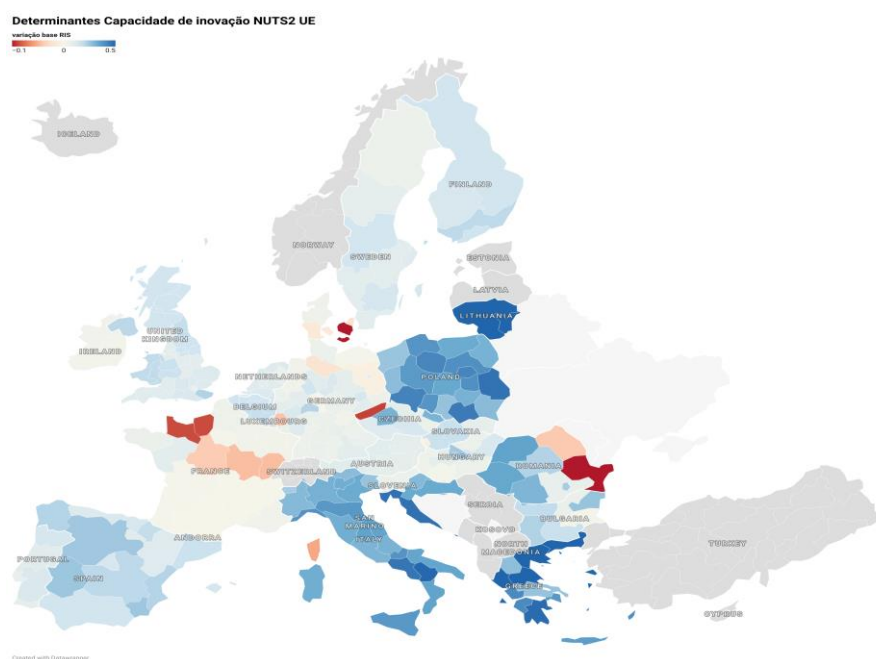 Determinantes Capacidade de inovação NUTS2 UE
variação base RIS
−0.1 0 0.5
ICELAND
FINLAND
NORWAY
SWEDEN
ESTONIA
LATVIA
LITHUANIA
UNITED
KINGDOM
IRELAND
NETHERLANDS
POLAND
BELGIUM
GERMANY
LUXEMBOURG
CZECHIA
SLOVAKIA
FRANCE
SWITZERLAND
AUSTRIA
HUNGARY
ROMANIA
SLOVENIA
SAN
MARINO
ITALY
SERBIA
KOSOVO
BULGARIA
NORTH
MACEDONIA
ANDORRA
PORTUGAL
SPAIN
GREECE
TURKEY
CYPRUS
Created with Datawrapper